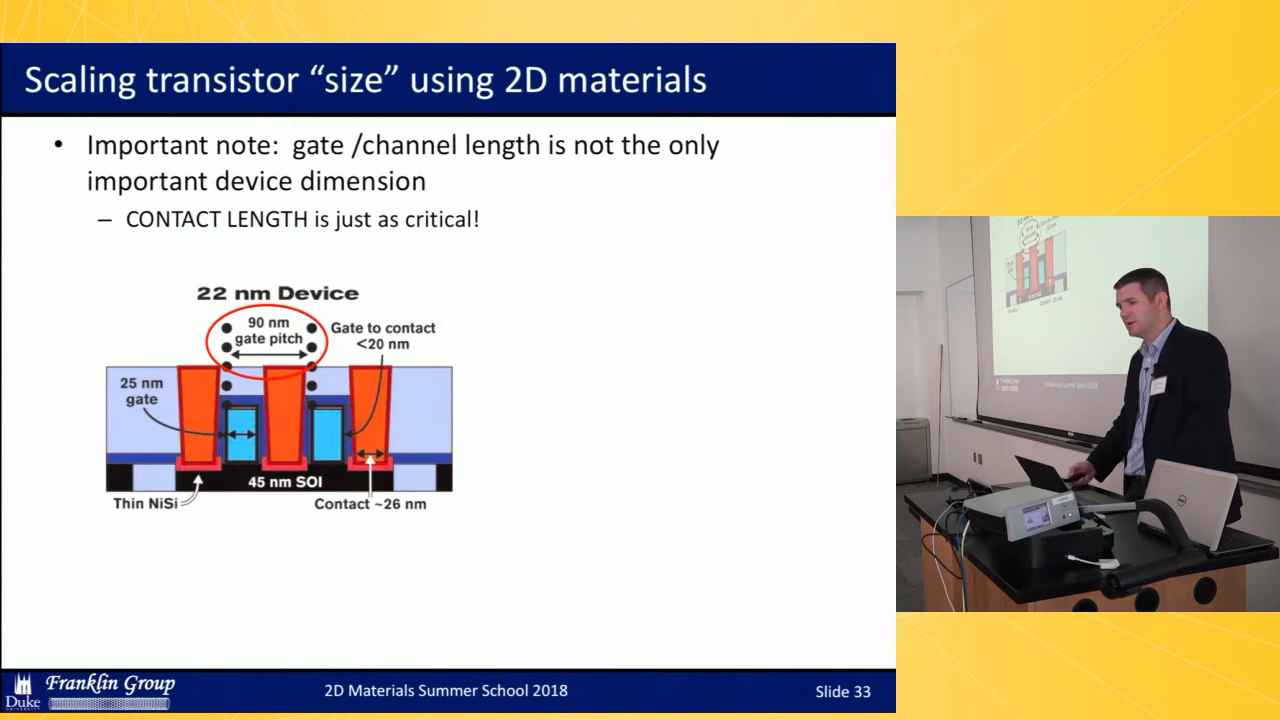 Scaling transistor “size” using 2D materials
• Important note: gate /channel length is not the only
important device dimension
– CONTACT LENGTH is just as critical!
22 nm Device
90 nm
gate pitch
Gate to contact
<20 nm
25 nm
gate
45 nm SOI
Thin NiSi
Contact ~26 nm
Duke
Franklin Group
2D Materials Summer School 2018
Slide 33